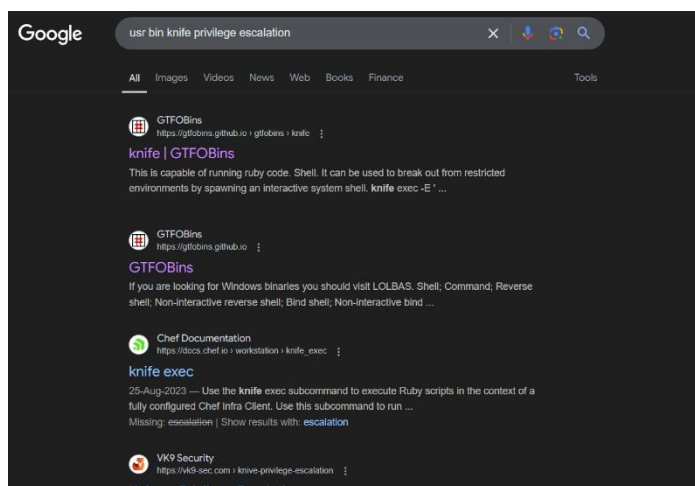 Google
usr bin knife privilege escalation
All Images Videos News Web Books Finance Tools
GTFOBins
https://gtfobins.github.io › gtfobins › knife
knife | GTFOBins
This is capable of running ruby code. Shell. It can be used to break out from restricted
environments by spawning an interactive system shell. knife exec -E ' ...
GTFOBins
https://gtfobins.github.io
GTFOBins
If you are looking for Windows binaries you should visit LOLBAS. Shell; Command; Reverse
shell; Non-interactive reverse shell; Bind shell; Non-interactive bind ...
Chef Documentation
https://docs.chef.io › workstation › knife_exec
knife exec
25-Aug-2023 — Use the knife exec subcommand to execute Ruby scripts in the context of a
fully configured Chef Infra Client. Use this subcommand to run ...
Missing: escalation | Show results with: escalation
VK9 Security
https://vk9-sec.com › knive-privilege-escalation